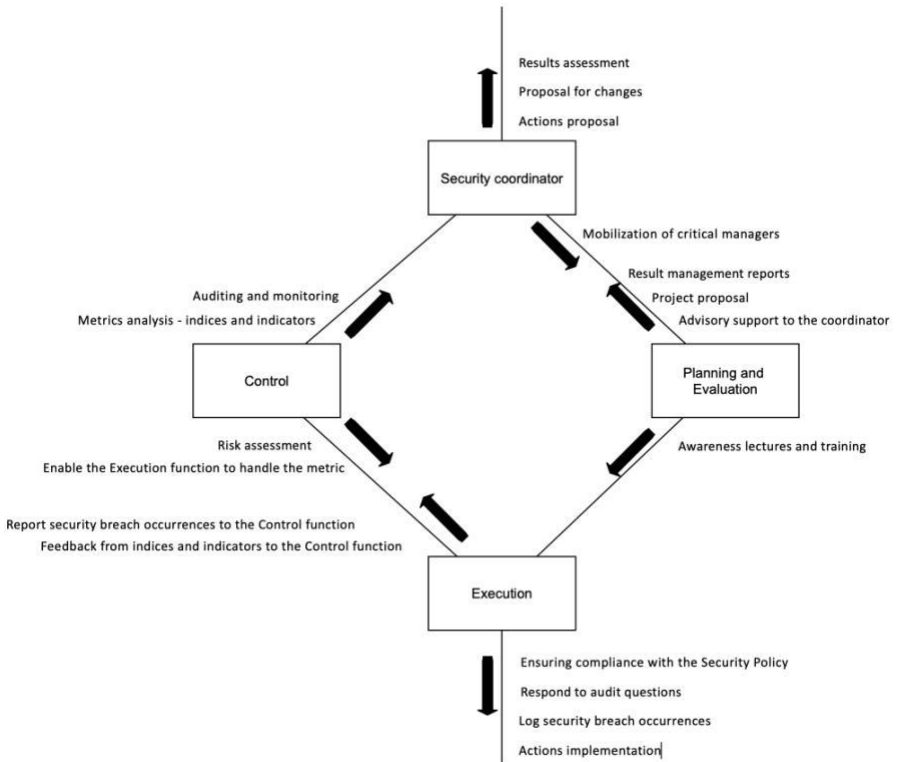 Results assessment
Proposal for changes
Actions proposal
Security coordinator
Mobilization of critical managers
Result management reports
Auditing and monitoring
Project proposal
Metrics analysis - indices and indicators
Advisory support to the coordinator
Control
Planning and
Evaluation
Risk assessment
Awareness lectures and training
Enable the Execution function to handle the metric
Report security breach occurrences to the Control function
Feedback from indices and indicators to the Control function
Execution
Ensuring compliance with the Security Policy
Respond to audit questions
Log security breach occurrences
Actions implementation